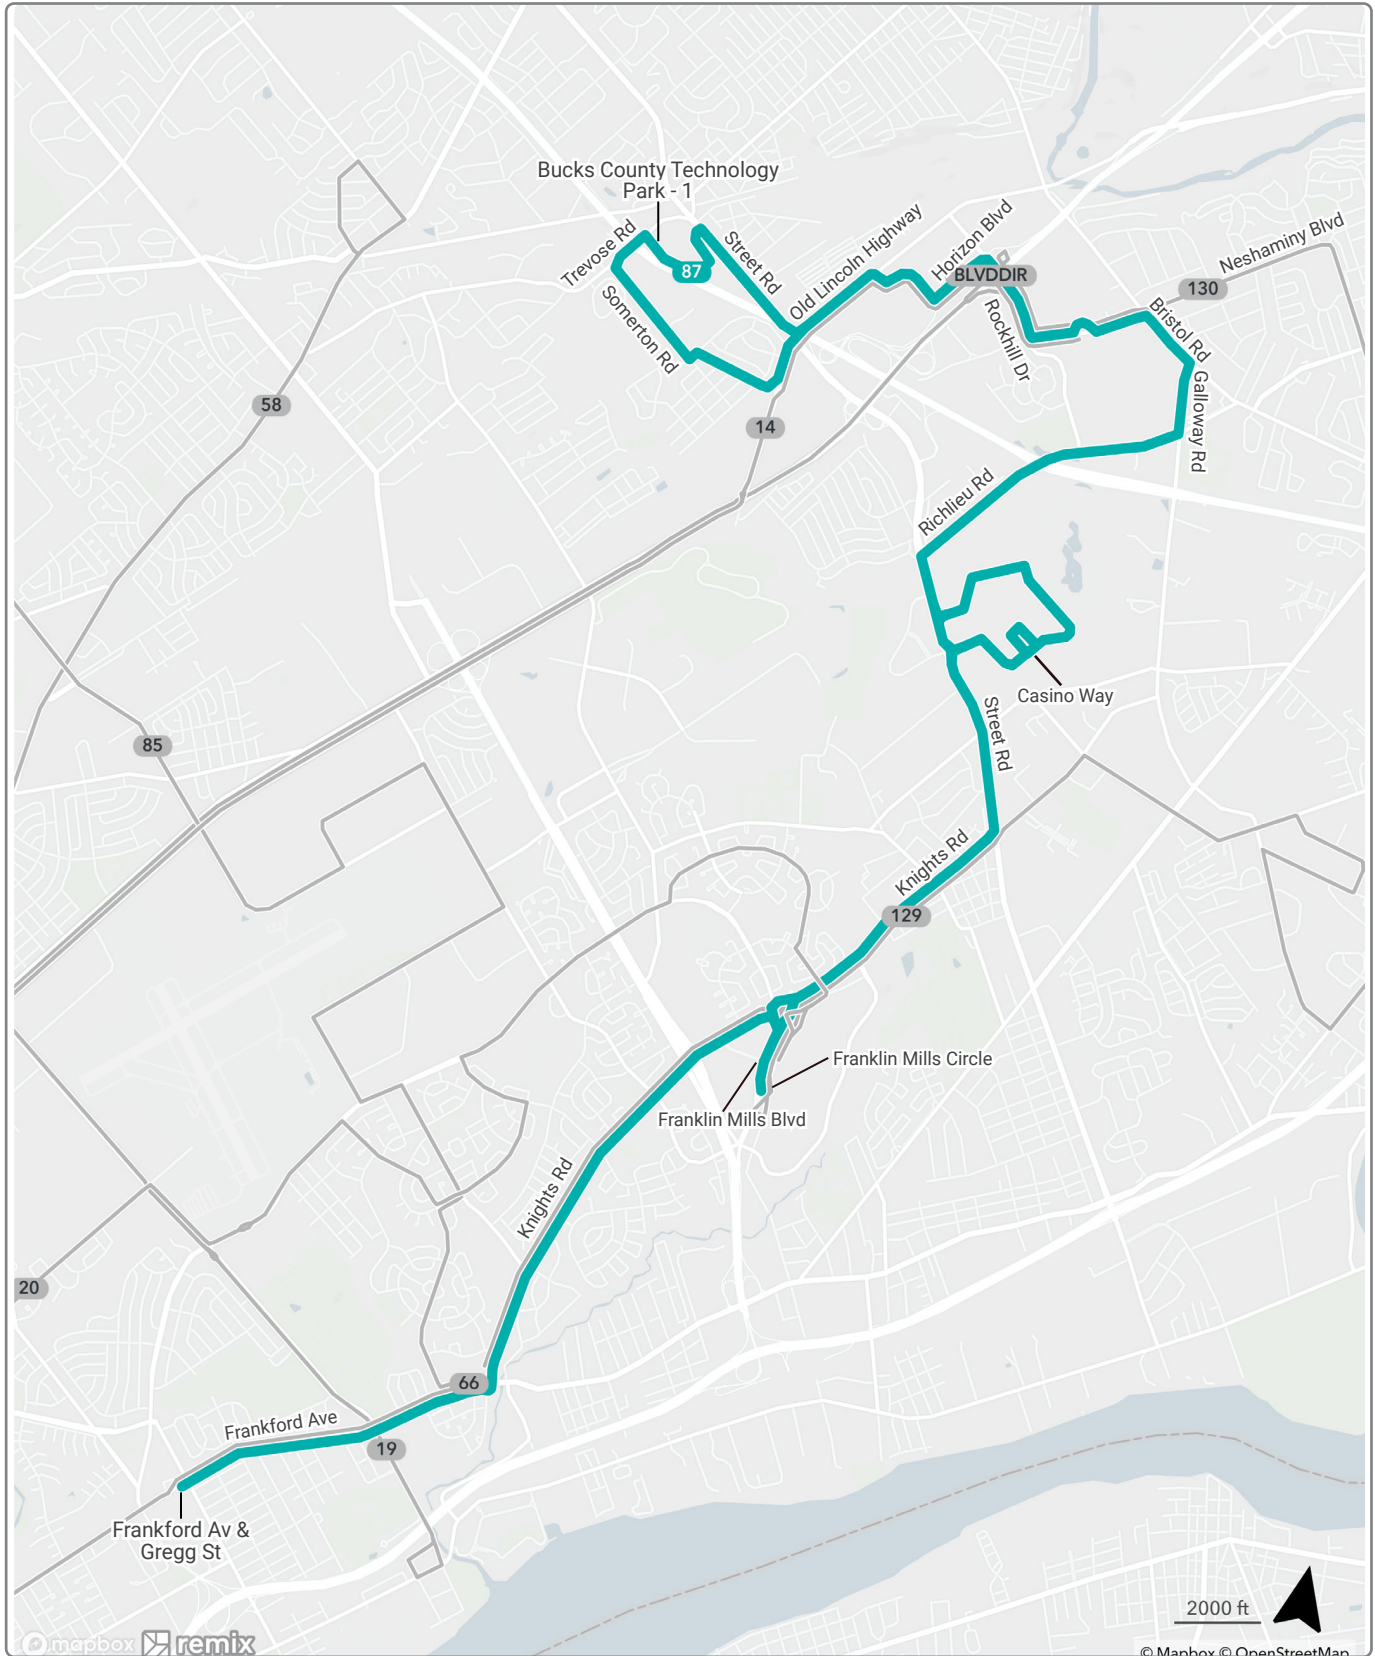 Bucks County Technology
Park - 1
Trevose Rd
87
Street Rd
Somerton Rd
Old Lincoln Highway
Horizon Blvd
BLVDDIR
Neshaminy Blvd
130
Rockhill Dr
Bristol Rd
Galloway Rd
58
14
Richlieu Rd
Casino Way
Street Rd
85
Knights Rd
129
Franklin Mills Circle
Franklin Mills Blvd
Knights Rd
20
66
Frankford Ave
19
Frankford Av &
Gregg St
2000 ft
mapbox remix
© Mapbox © OpenStreetMap